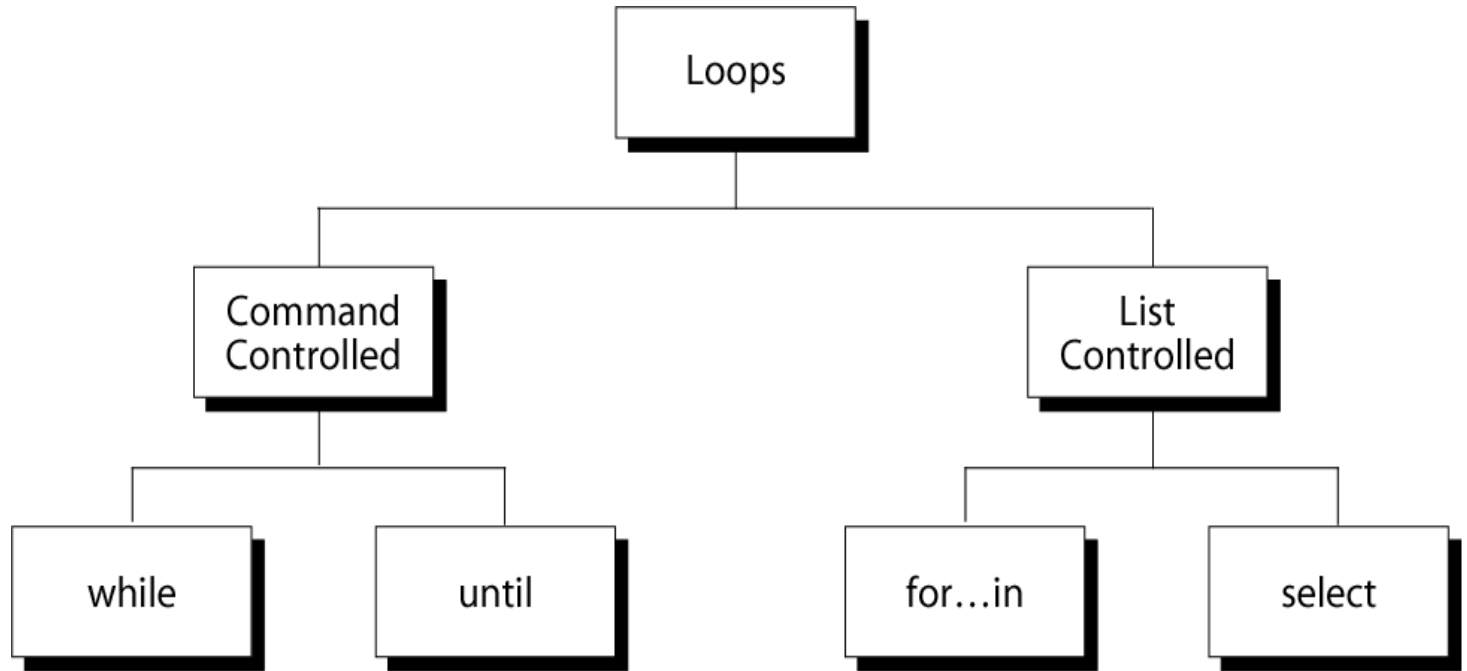 Loops
Command
Controlled
List
Controlled
while
until
for…in
select